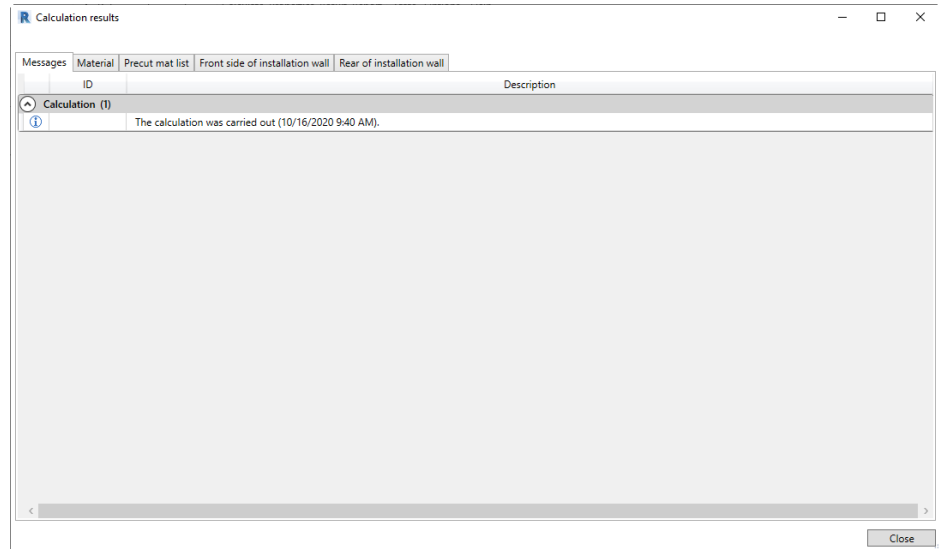 Calculation results
Messages Material Precut mat list Front side of installation wall Rear of installation wall
ID Description
Calculation (1)
The calculation was carried out (10/16/2020 9:40 AM).
Close